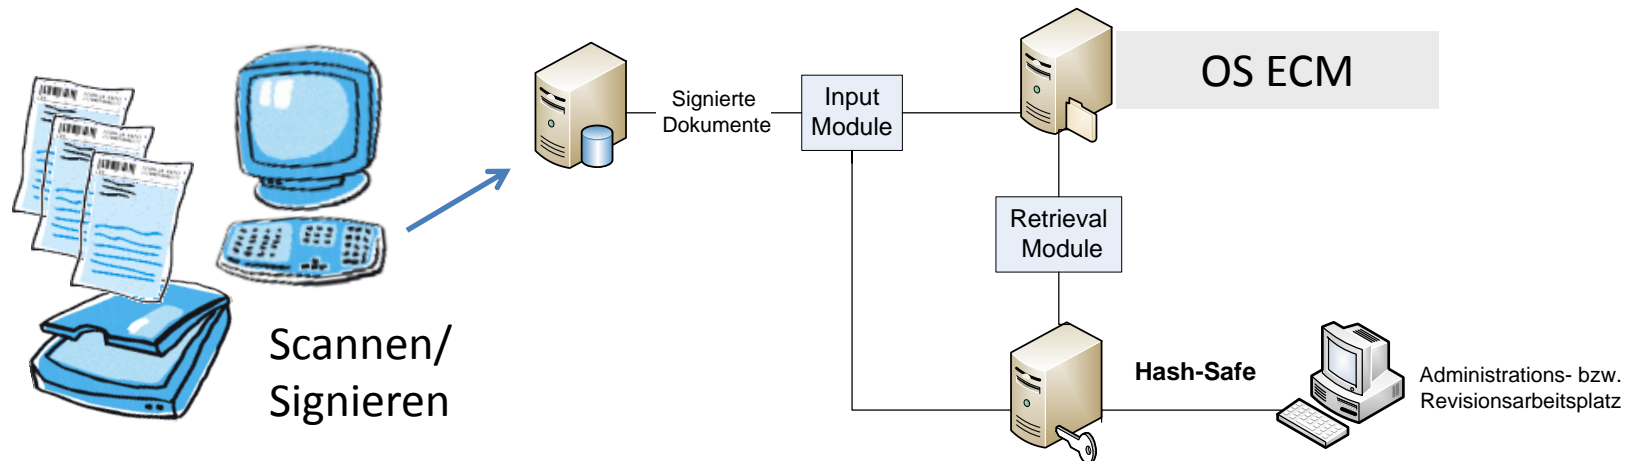 Scannen/
Signieren
Signierte
Dokumente
Input
Module
OS ECM
Retrieval
Module
Hash-Safe
Administrations- bzw.
Revisionsarbeitsplatz